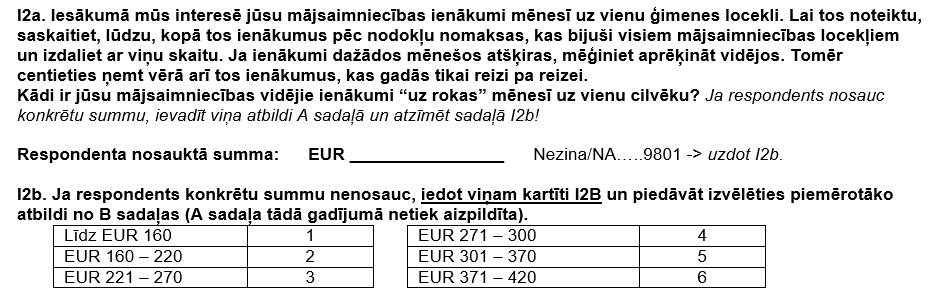 I2a. Iesākumā mūs interesē jūsu mājsaimniecības ienākumi mēnesī uz vienu ģimenes locekli. Lai tos noteiktu,
saskaitiet, lūdzu, kopā tos ienākumus pēc nodokļu nomaksas, kas bijuši visiem mājsaimniecības locekļiem
un izdaliet ar viņu skaitu. Ja ienākumi dažādos mēnešos atšķiras, mēģiniet aprēķināt vidējos. Tomēr
centieties ņemt vērā arī tos ienākumus, kas gadās tikai reizi pa reizei.
Kādi ir jūsu mājsaimniecības vidējie ienākumi “uz rokas” mēnesī uz vienu cilvēku? Ja respondents nosauc
konkrētu summu, ievadīt viņa atbildi A sadaļā un atzīmēt sadaļā I2b!
Respondenta nosauktā summa: EUR ________________ Nezina/NA…..9801 -> uzdot I2b.
I2b. Ja respondents konkrētu summu nenosauc, iedot viņam kartīti I2B un piedāvāt izvēlēties piemērotāko
atbildi no B sadaļas (A sadaļa tādā gadījumā netiek aizpildīta).
Līdz EUR 160 1 EUR 271 – 300 4
EUR 160 – 220 2 EUR 301 – 370 5
EUR 221 – 270 3 EUR 371 – 420 6